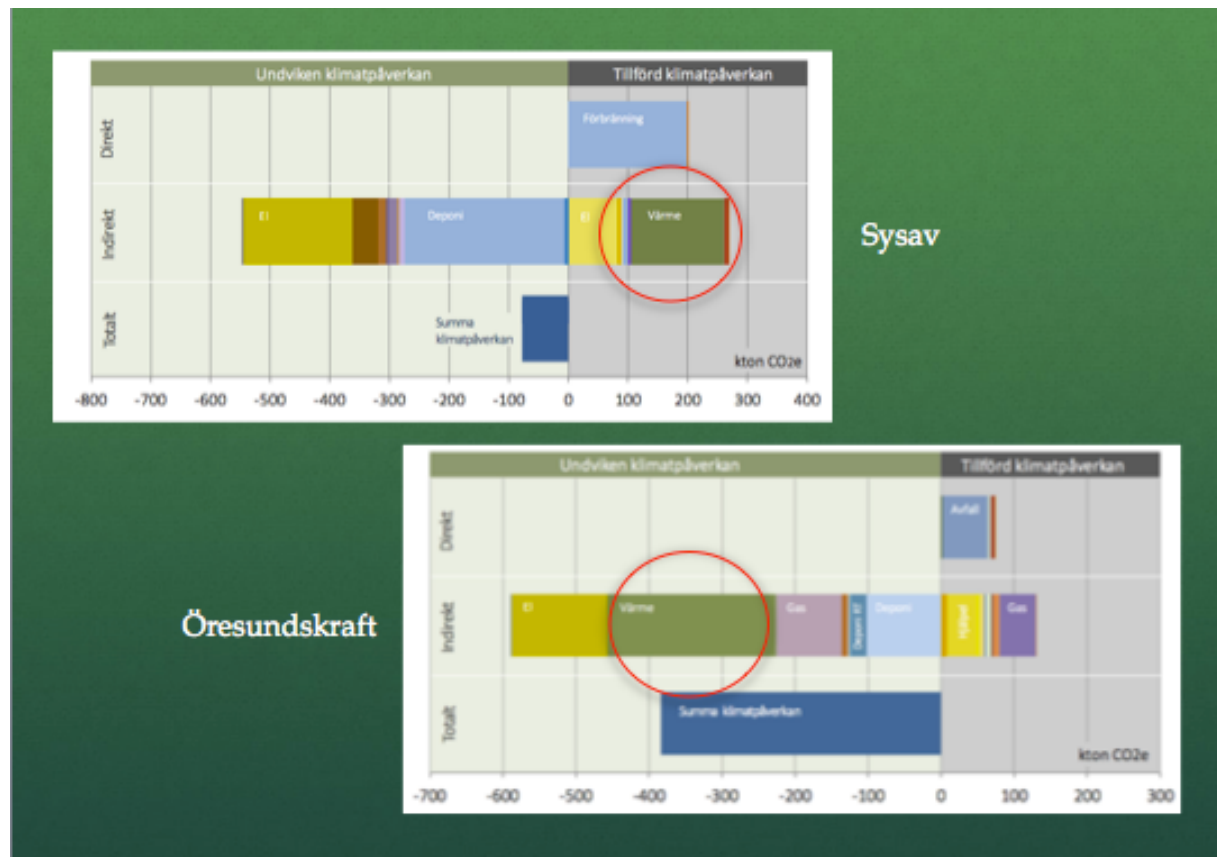 Undviken klimatpåverkan
Tillförd klimatpåverkan
Direkt
Förbränning
Indirekt
El
Deponi
El
Värme
Sysav
Totalt
Summa
klimatpåverkan
kton CO2e
-800 -700 -600 -500 -400 -300 -200 -100 0 100 200 300 400
Undviken klimatpåverkan
Tillförd klimatpåverkan
Direkt
Avfall
Öresundskraft
Indirekt
El
Värme
Gas
Deponi
Hjälpel
Gas
Totalt
Summa klimatpåverkan
kton CO2e
-700 -600 -500 -400 -300 -200 -100 0 100 200 300